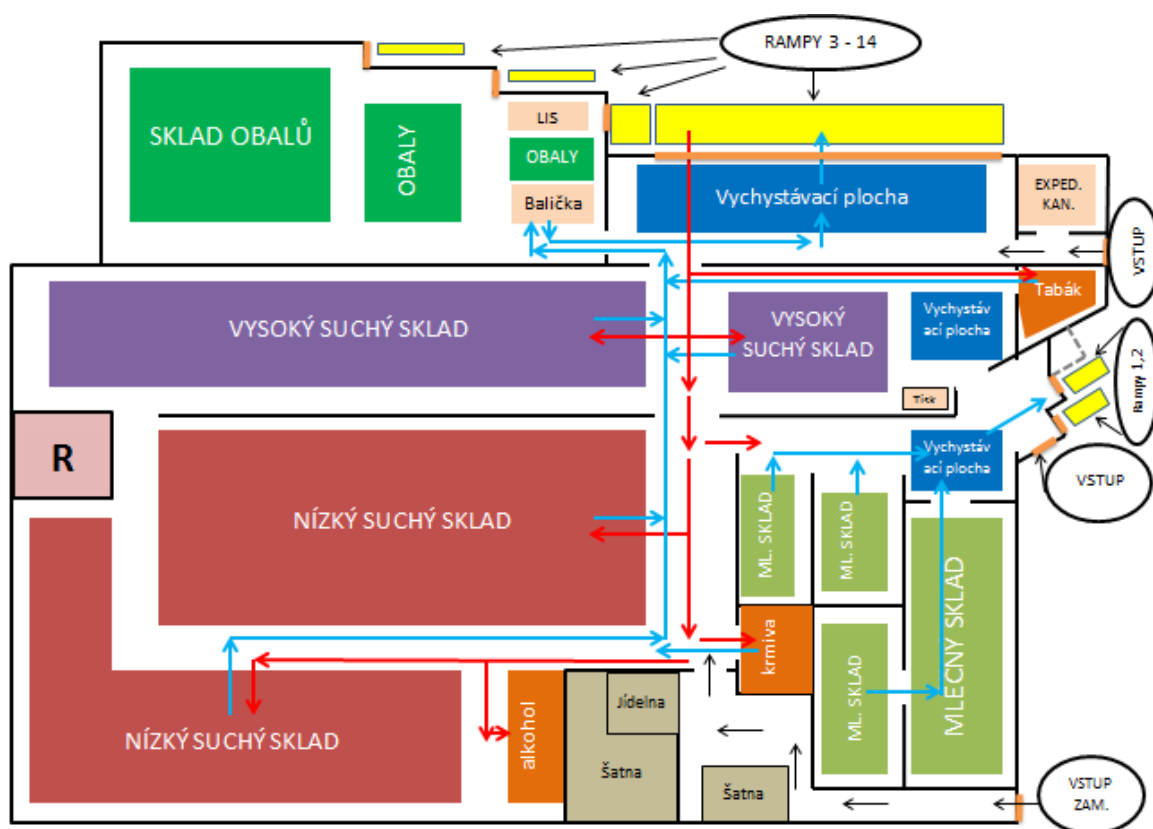 RAMPY 3 - 14
SKLAD OBALŮ
OBALY
LIS
OBALY
Balička
Vychystávací plocha
EXPED.
KAN.
VSTUP
Tabák
VYSOKÝ SUCHÝ SKLAD
VYSOKÝ
SUCHÝ SKLAD
Vychystáv
ací plocha
Rampy 1,2
Tisk
R
Vychystáv
ací plocha
VSTUP
NÍZKÝ SUCHÝ SKLAD
ML. SKLAD
ML. SKLAD
MLÉCNY SKLAD
krmiva
ML. SKLAD
NÍZKÝ SUCHÝ SKLAD
alkohol
Jídelna
Šatna
Šatna
VSTUP
ZAM.